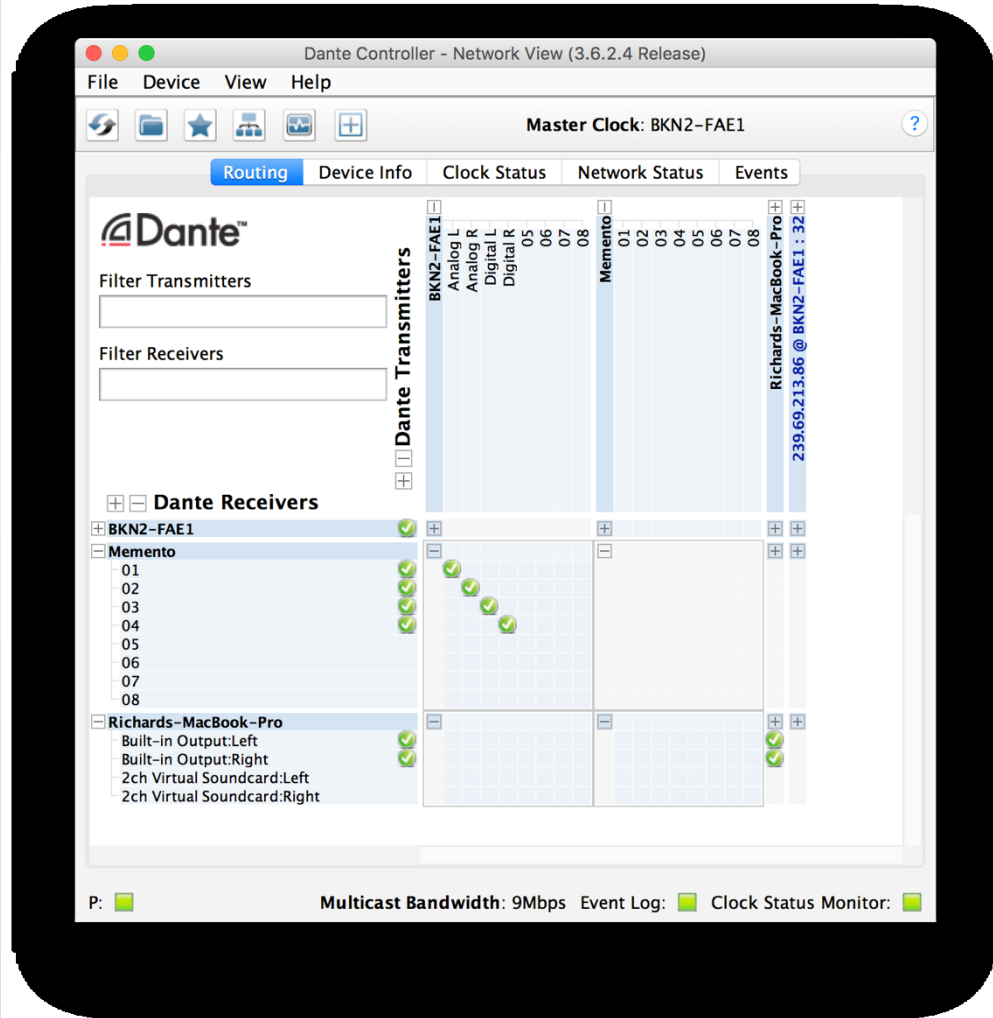 Dante Controller - Network View (3.6.2.4 Release)
File Device View Help
Master Clock: BKN2-FAE1
?
Routing Device Info Clock Status Network Status Events
Dante™
Filter Transmitters
Filter Receivers
Dante Transmitters
BKN2-FAE1
Analog L
Analog R
Digital L
Digital R
05
06
07
08
Memento
01
02
03
04
05
06
07
08
Richards-MacBook-Pro
239.69.213.86 @ BKN2-FAE1 : 32
Dante Receivers
BKN2-FAE1
Memento
01
02
03
04
05
06
07
08
Richards-MacBook-Pro
Built-in Output:Left
Built-in Output:Right
2ch Virtual Soundcard:Left
2ch Virtual Soundcard:Right
P: Multicast Bandwidth: 9Mbps Event Log: Clock Status Monitor: